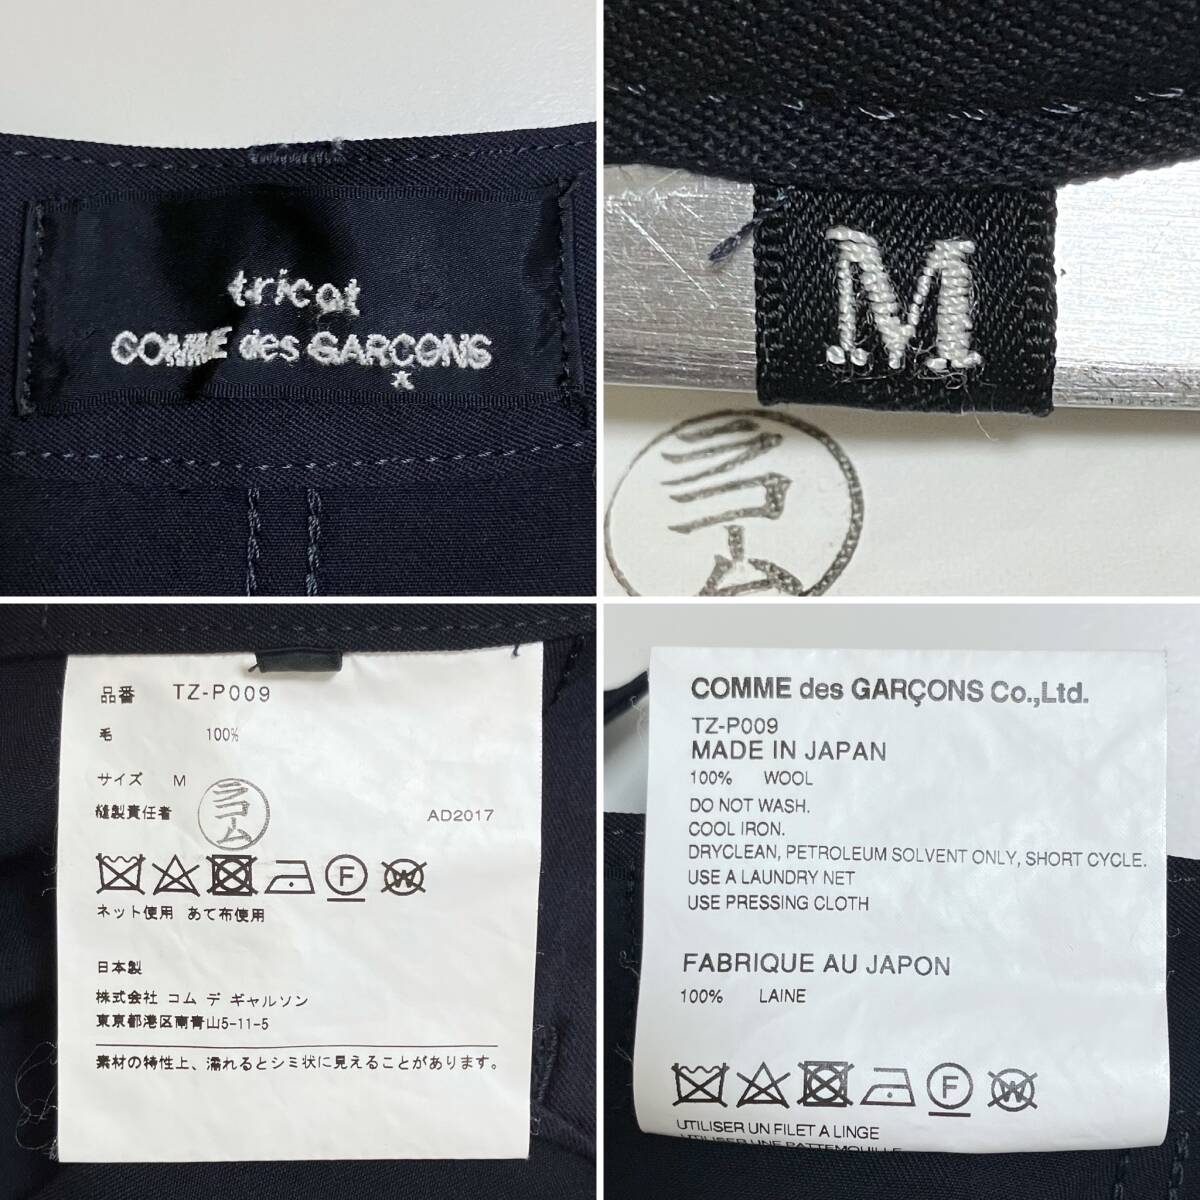 tricot
COMME des GARCONS
M
ラコーム
品番 TZ-P009
毛 100%
サイズ M
縫製責任者 ラコーム AD2017
F W
ネット使用 あて布使用
日本製
株式会社 コム デ ギャルソン
東京都港区南青山5-11-5
素材の特性上、濡れるとシミ状に見えることがあります。
COMME des GARÇONS Co.,Ltd.
TZ-P009
MADE IN JAPAN
100% WOOL
DO NOT WASH.
COOL IRON.
DRYCLEAN, PETROLEUM SOLVENT ONLY, SHORT CYCLE.
USE A LAUNDRY NET
USE PRESSING CLOTH
FABRIQUE AU JAPON
100% LAINE
F W
UTILISER UN FILET A LINGE
UTILISER UNE PATTEMOUILLE